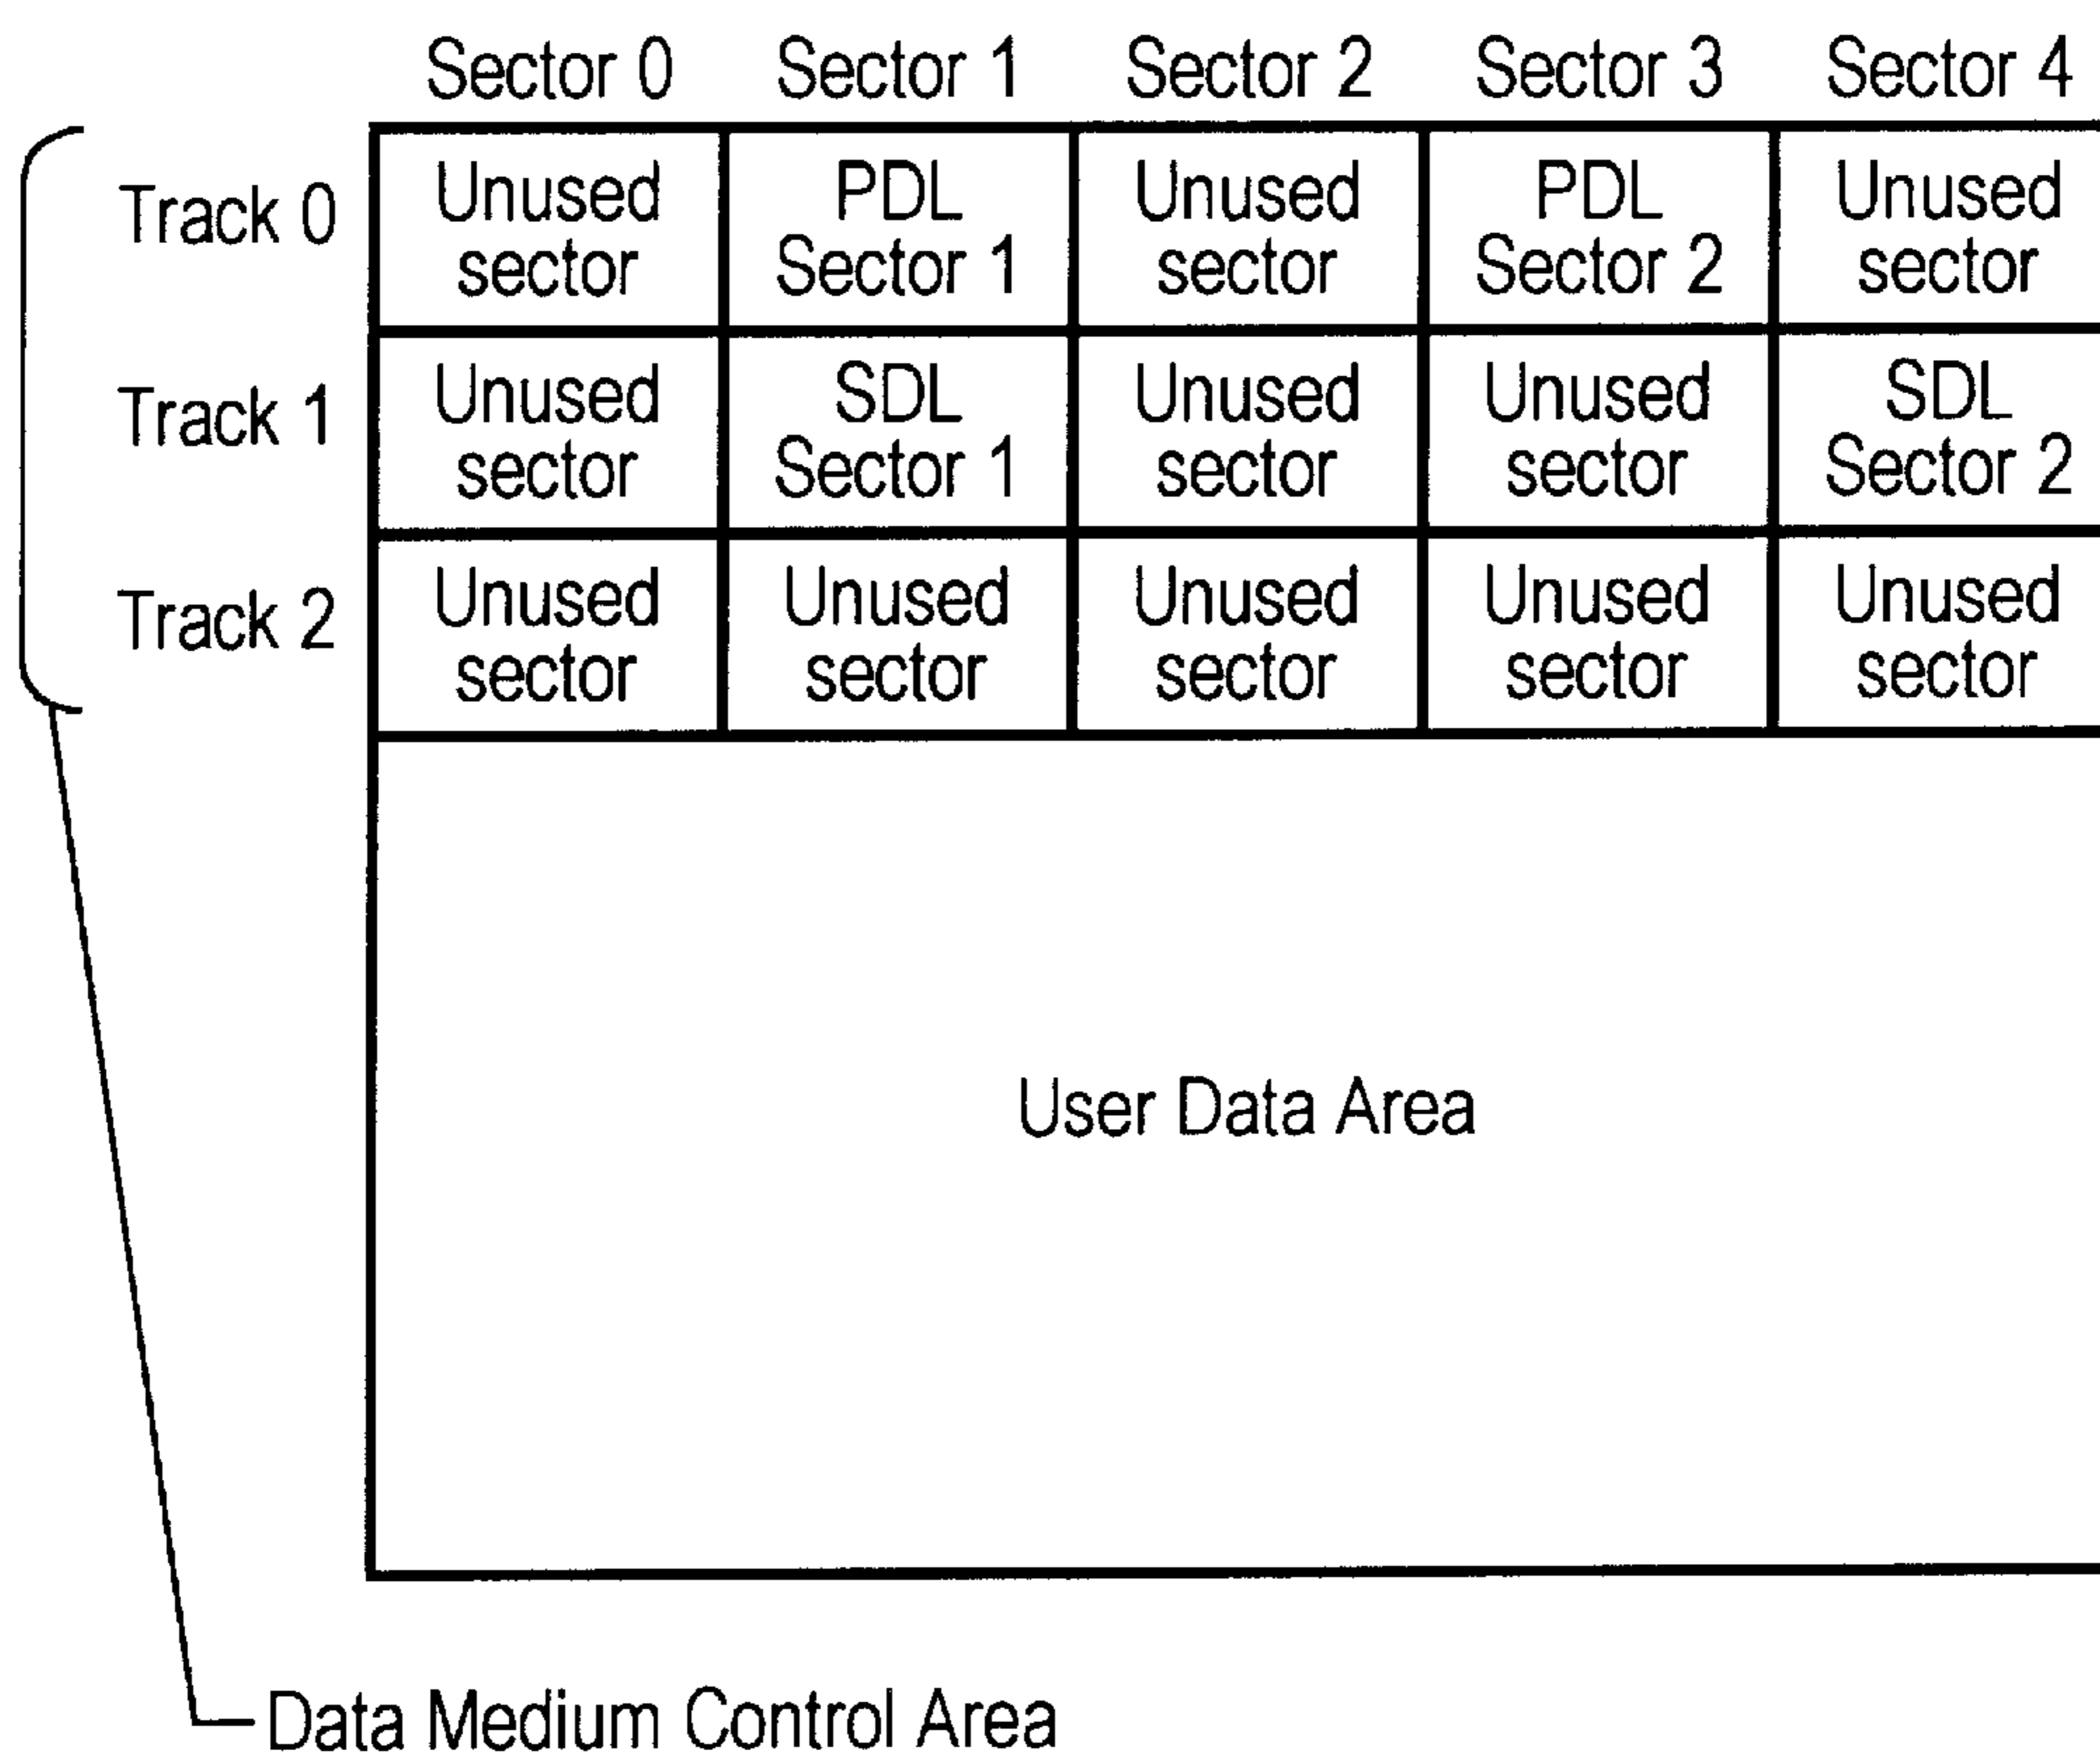 Sector 0 Sector 1 Sector 2 Sector 3 Sector 4
Track 0
Unused sector
PDL Sector 1
Unused sector
PDL Sector 2
Unused sector
Track 1
Unused sector
SDL Sector 1
Unused sector
Unused sector
SDL Sector 2
Track 2
Unused sector
Unused sector
Unused sector
Unused sector
Unused sector
User Data Area
Data Medium Control Area